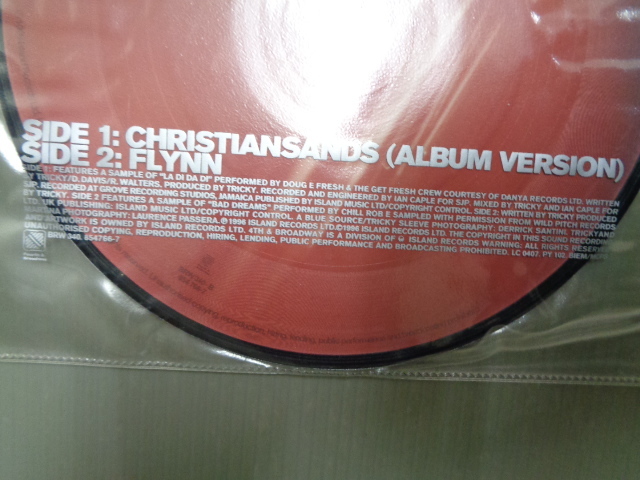 SIDE 1: CHRISTIANSANDS (ALBUM VERSION)
SIDE 2: FLYNN
FEATURES A SAMPLE OF "LA DI DA DI" PERFORMED BY DOUG E FRESH & THE GET FRESH CREW COURTESY OF DANYA RECORDS LTD. WRITTEN
BY TRICKY/D. DAVIS/R. WALTERS. PRODUCED BY TRICKY. RECORDED AND ENGINEERED BY IAN CAPLE FOR SJP. MIXED BY TRICKY AND IAN CAPLE FOR
SJP. RECORDED AT GROVE RECORDING STUDIOS, JAMAICA PUBLISHED BY ISLAND MUSIC LTD/COPYRIGHT CONTROL. SIDE 2: WRITTEN BY TRICKY PRODUCED
BY TRICKY. SIDE 2 FEATURES A SAMPLE OF "BAD DREAMS" PERFORMED BY CHILL ROB E SAMPLED WITH PERMISSION FROM WILD PITCH RECORDS
LTD. UK PUBLISHING: ISLAND MUSIC LTD/COPYRIGHT CONTROL. A BLUE SOURCE/TRICKY SLEEVE PHOTOGRAPHY: DERRICK SANTINI. TRICKY AND
PHOTOGRAPHY: LAURENCE PASSERA. ℗ 1996 ISLAND RECORDS LTD. © 1996 ISLAND RECORDS LTD. THE COPYRIGHT IN THIS SOUND RECORDING
ARTWORK IS OWNED BY ISLAND RECORDS LTD. 4TH & BROADWAY IS A DIVISION OF ISLAND RECORDS WARNING: ALL RIGHTS RESERVED
COPYING, REPRODUCTION, HIRING, LENDING, PUBLIC PERFORMANCE AND BROADCASTING PROHIBITED. LC 0407. PY 102.
BRW 340 854766-7